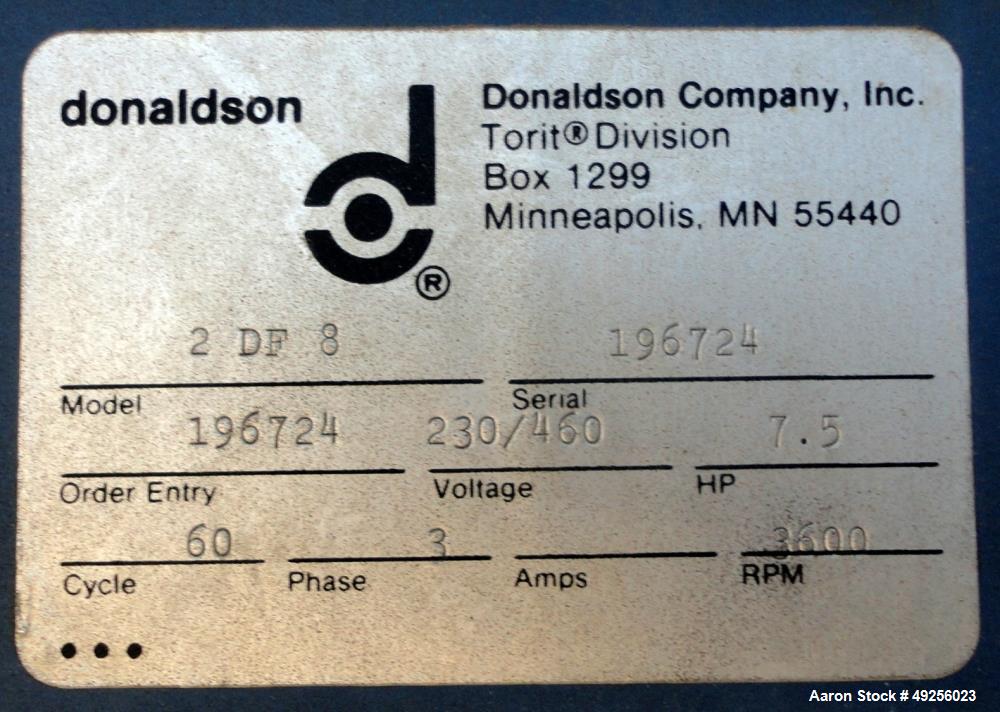 donaldson
Donaldson Company, Inc.
Torit® Division
Box 1299
Minneapolis, MN 55440
d
®
2 DF 8 196724
Model Serial
196724 230/460 7.5
Order Entry Voltage HP
60 3 3600
Cycle Phase Amps RPM
Aaron Stock # 49256023